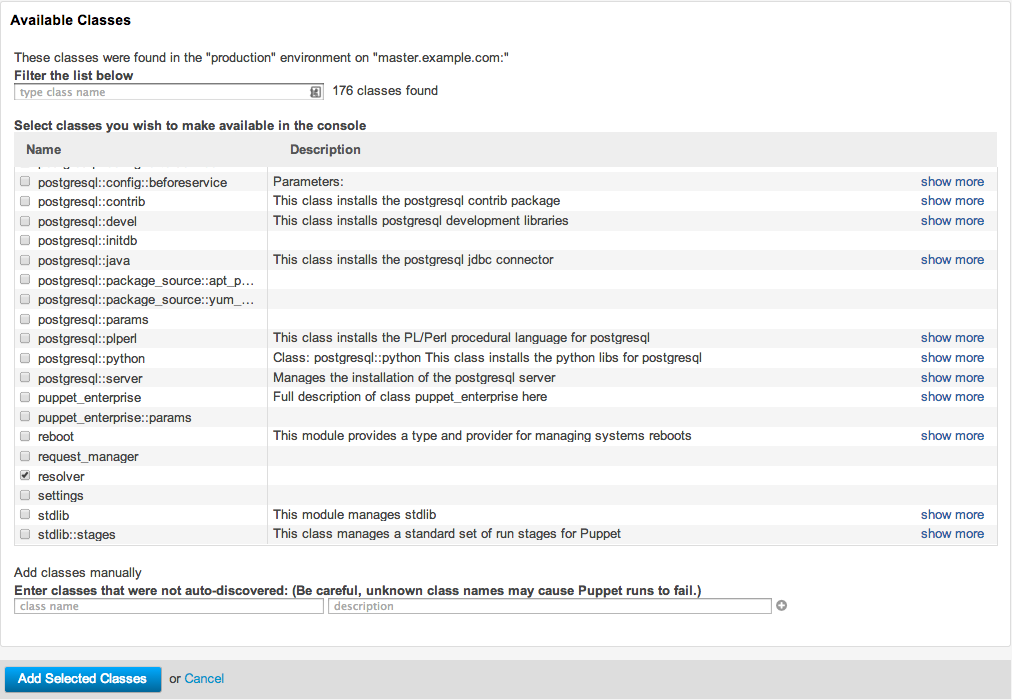 Available Classes
These classes were found in the "production" environment on "master.example.com:"
Filter the list below
type class name 176 classes found
Select classes you wish to make available in the console
Name Description
postgresql::config::beforeservice Parameters: show more
postgresql::contrib This class installs the postgresql contrib package show more
postgresql::devel This class installs postgresql development libraries show more
postgresql::initdb
postgresql::java This class installs the postgresql jdbc connector show more
postgresql::package_source::apt_p...
postgresql::package_source::yum_...
postgresql::params
postgresql::plperl This class installs the PL/Perl procedural language for postgresql show more
postgresql::python Class: postgresql::python This class installs the python libs for postgresql show more
postgresql::server Manages the installation of the postgresql server show more
puppet_enterprise Full description of class puppet_enterprise here show more
puppet_enterprise::params
reboot This module provides a type and provider for managing systems reboots show more
request_manager
resolver
settings
stdlib This module manages stdlib show more
stdlib::stages This class manages a standard set of run stages for Puppet show more
Add classes manually
Enter classes that were not auto-discovered: (Be careful, unknown class names may cause Puppet runs to fail.)
class name description
Add Selected Classes or Cancel